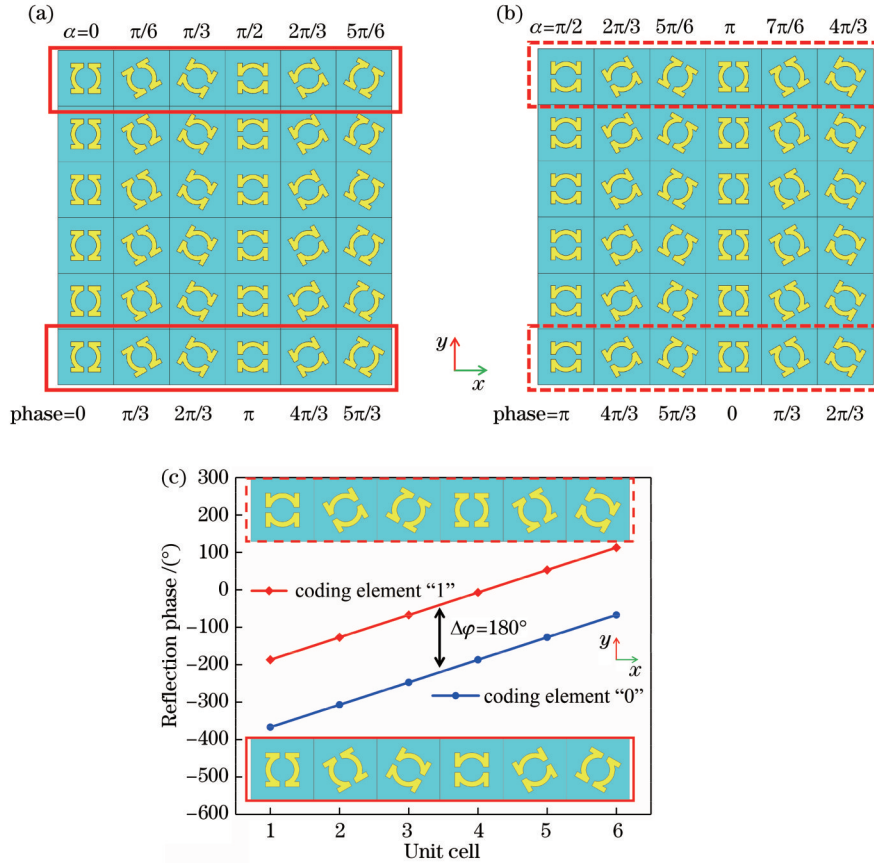 (a)
α=0 π/6 π/3 π/2 2π/3 5π/6
phase=0 π/3 2π/3 π 4π/3 5π/3
y
x
(b)
α=π/2 2π/3 5π/6 π 7π/6 4π/3
phase=π 4π/3 5π/3 0 π/3 2π/3
(c)
Reflection phase /(°)
300
200
100
0
−100
−200
−300
−400
−500
−600
coding element “1”
Δφ=180°
y
x
coding element “0”
1 2 3 4 5 6
Unit cell